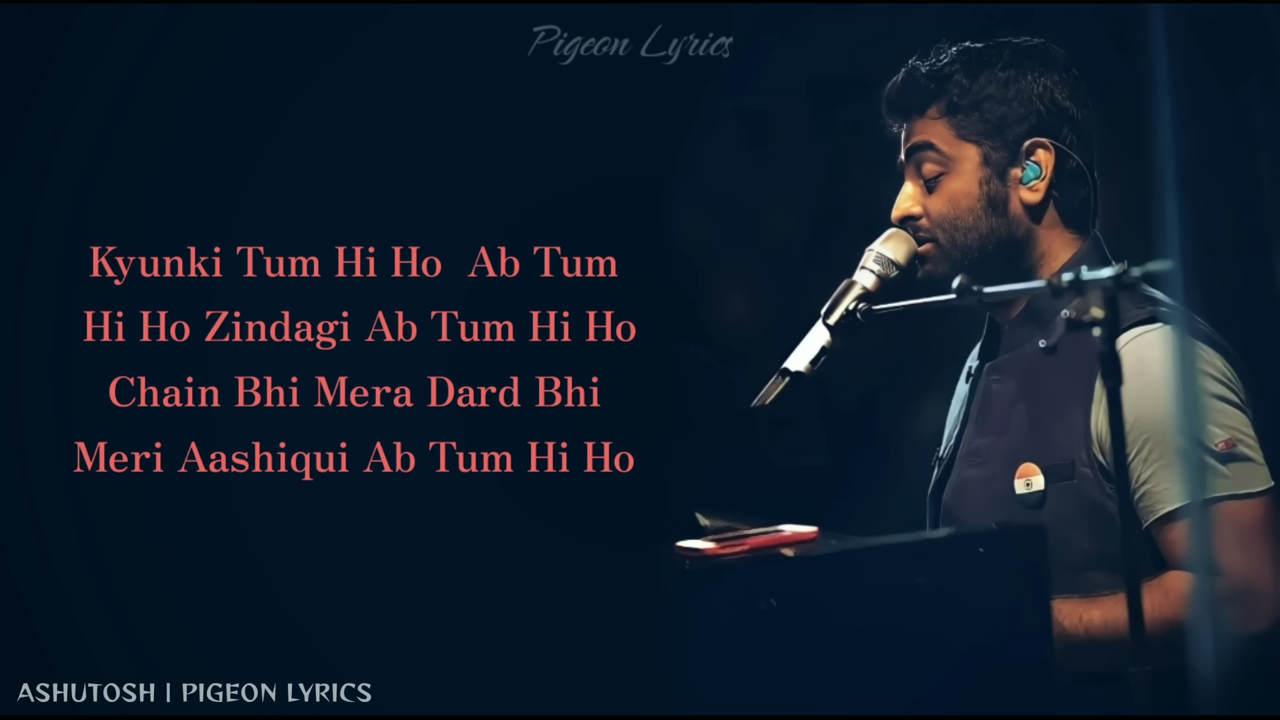 Pigeon Lyrics
Kyunki Tum Hi Ho  Ab Tum
Hi Ho Zindagi Ab Tum Hi Ho
Chain Bhi Mera Dard Bhi
Meri Aashiqui Ab Tum Hi Ho
ASHUTOSH | PIGEON LYRICS